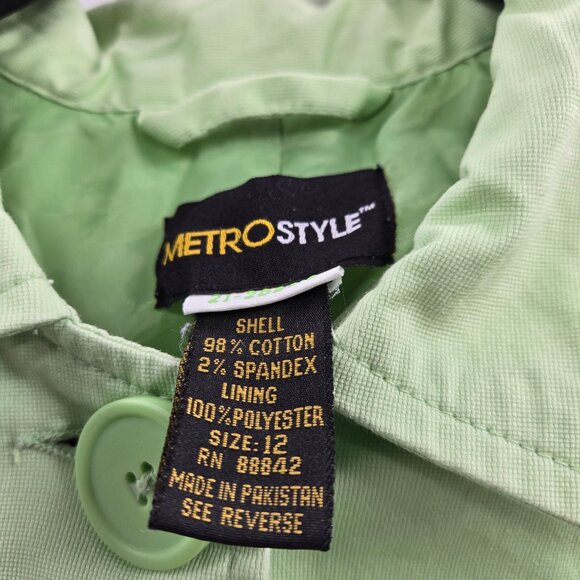 METROSTYLE™
SHELL
98% COTTON
2% SPANDEX
LINING
100%POLYESTER
SIZE:12
RN 88842
MADE IN PAKISTAN
SEE REVERSE